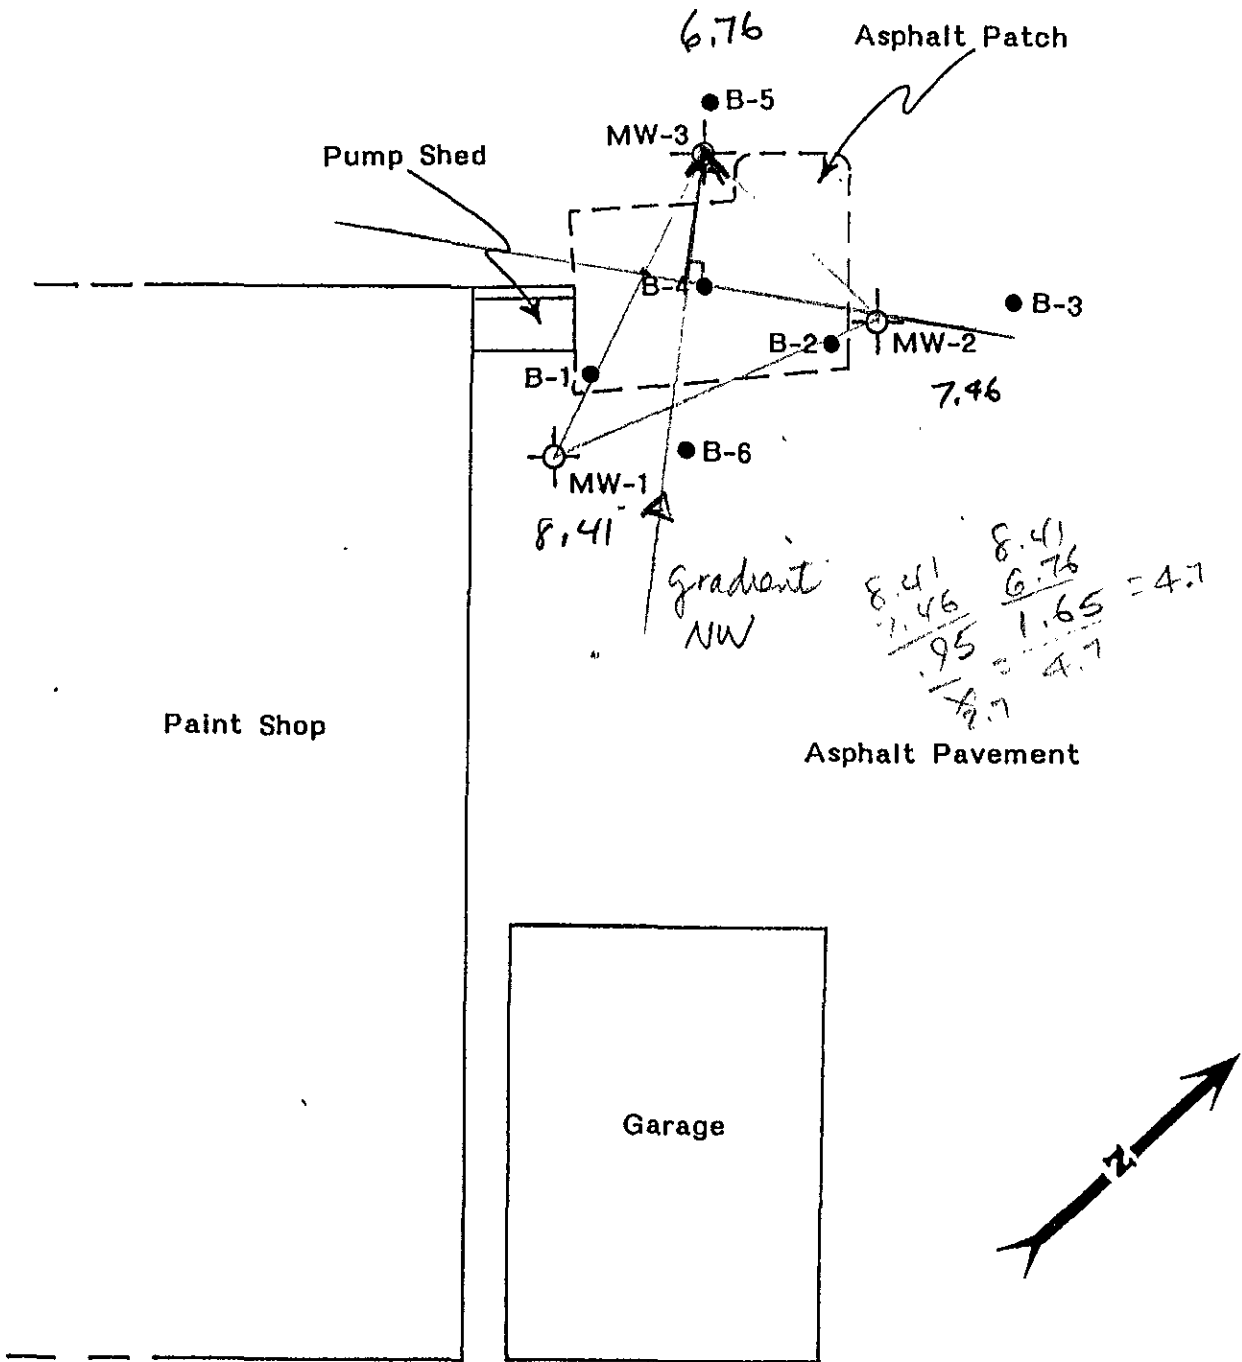 6.76
Asphalt Patch
B-5
MW-3
Pump Shed
B-4
B-3
B-2
MW-2
B-1
7.46
B-6
MW-1
8.41
gradient
NW
8.41
7.46
.95 =
8.41
6.76
1.65 = 4.7
4.7
Paint Shop
Asphalt Pavement
Garage
N